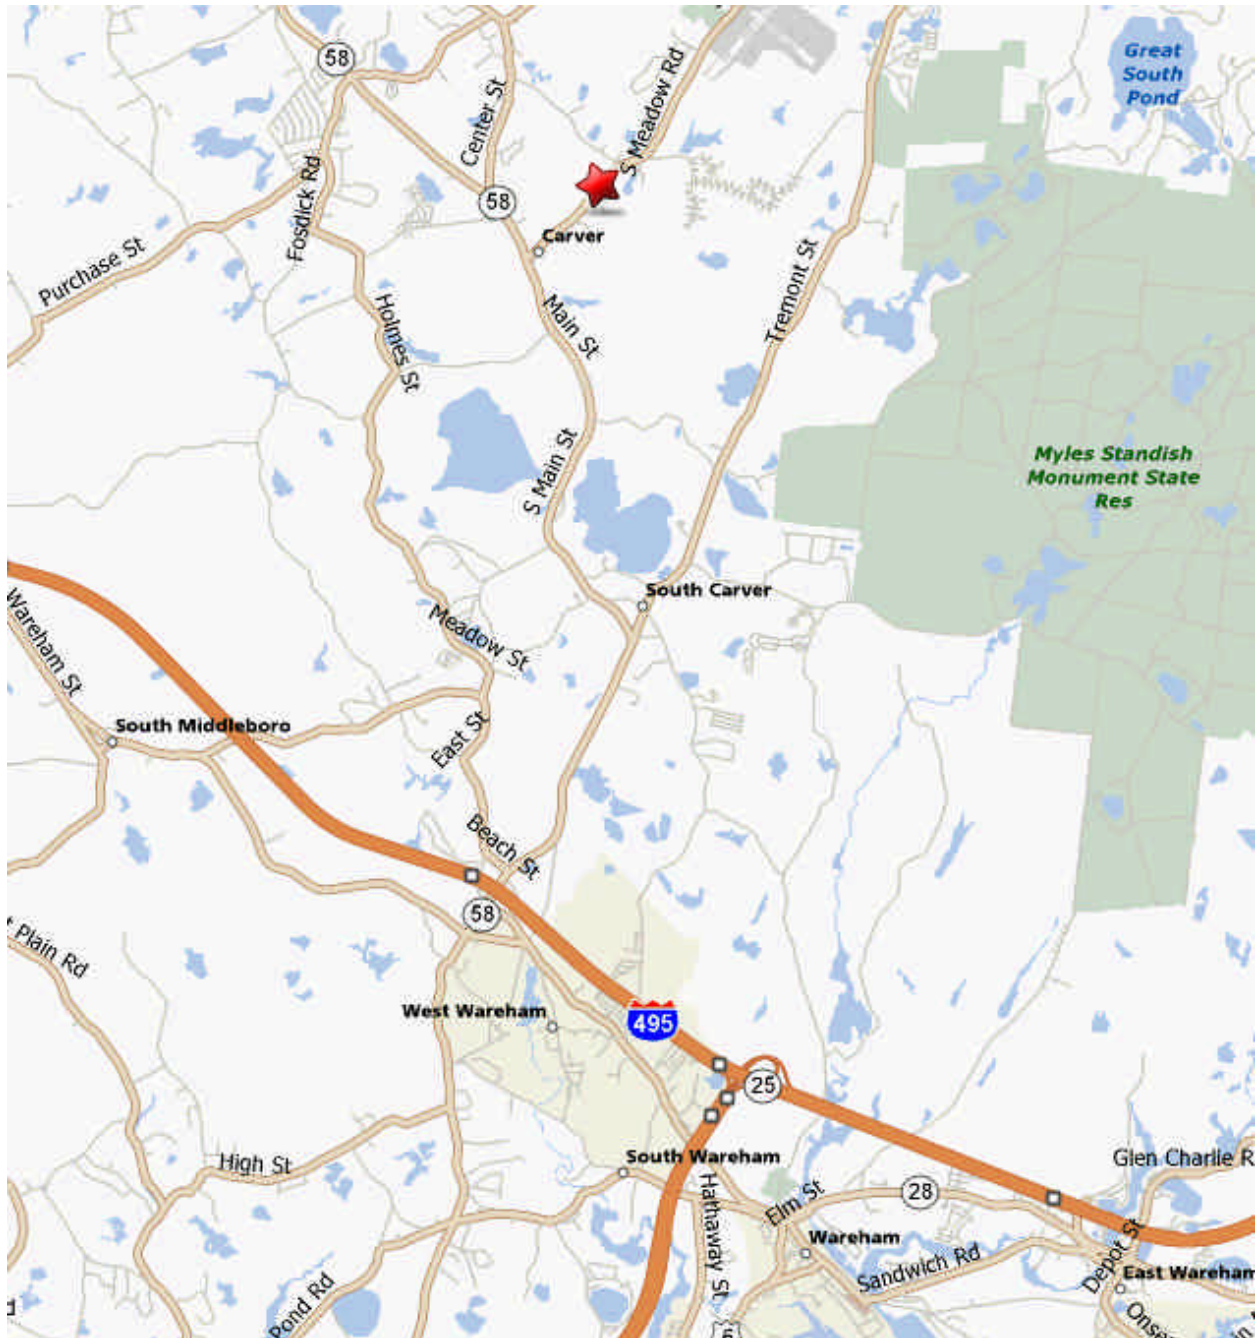 Great
South
Pond
58
S Meadow Rd
Center St
58
Fosdick Rd
Carver
Purchase St
Tremont St
Holmes St
Main St
Myles Standish
Monument State
Res
S Main St
South Carver
Wareham St
Meadow St
South Middleboro
East St
Beach St
58
t Plain Rd
West Wareham
495
25
High St
South Wareham
Glen Charlie R
Hathaway St
Elm St
28
Wareham
Sandwich Rd
Depot St
East Wareham
Pond Rd
d